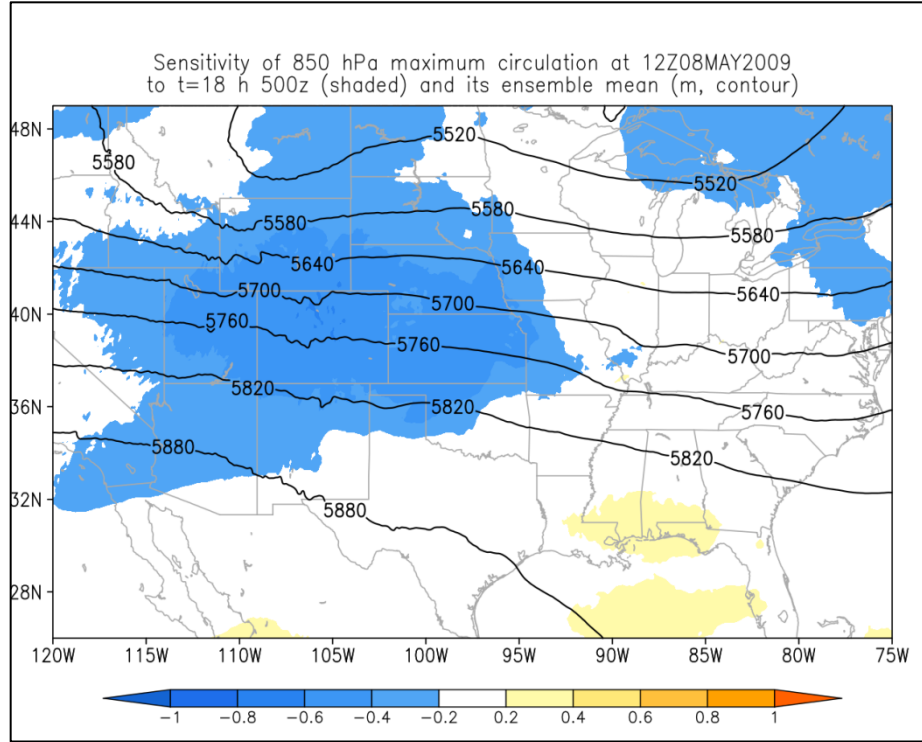 Sensitivity of 850 hPa maximum circulation at 12Z08MAY2009
to t=18 h 500z (shaded) and its ensemble mean (m, contour)
48N
44N
40N
36N
32N
28N
5580
5520
5520
5580
5580
5640
5640
5640
5700
5700
5700
5760
5760
5760
5820
5820
5820
5880
5880
120W 115W 110W 105W 100W 95W 90W 85W 80W 75W
-1 -0.8 -0.6 -0.4 -0.2 0.2 0.4 0.6 0.8 1